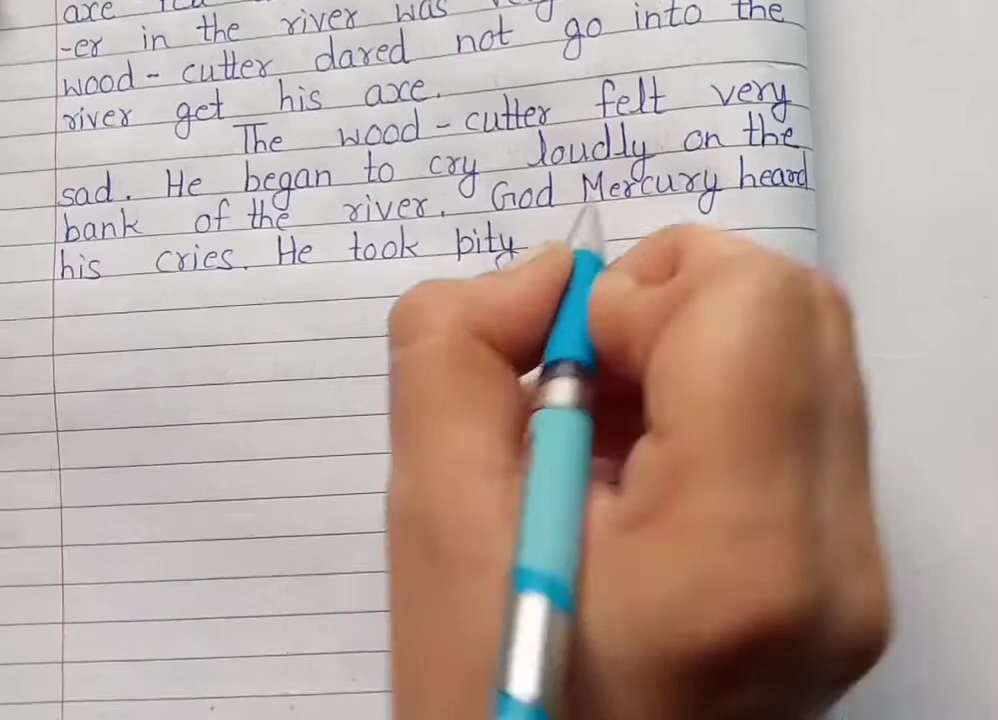 axe
-er in the river was
wood-cutter dared not go into the
river get his axe.
The wood-cutter felt very
sad. He began to cry loudly on the
bank of the river. God Mercury heard
his cries. He took pity